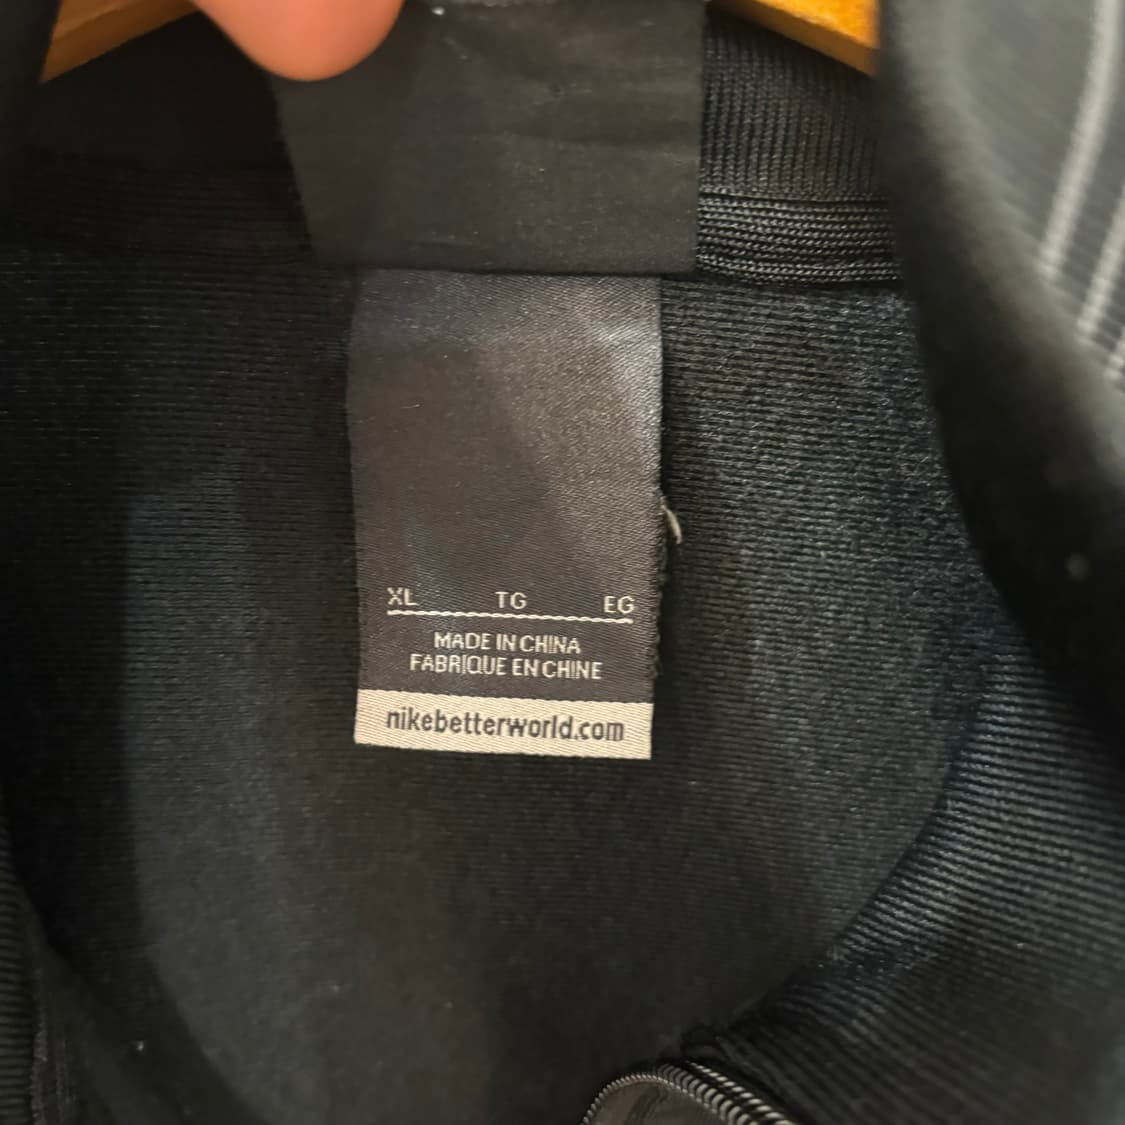 XL TG EG
MADE IN CHINA
FABRIQUE EN CHINE
nikebetterworld.com